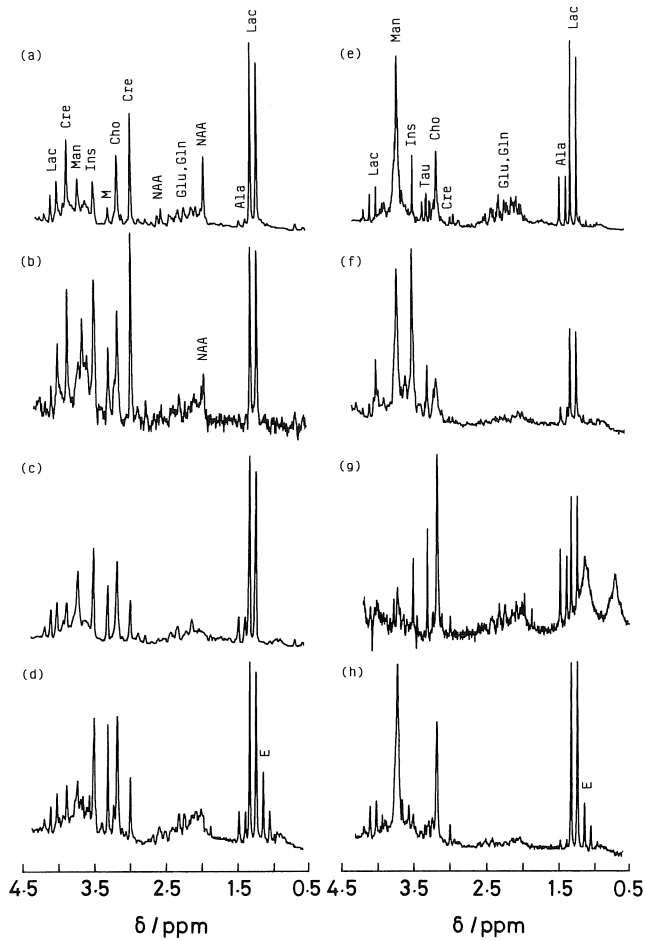 (a)
Lac
Cre
Man
Ins
M
Cho
Cre
NAA
Glu,Gln
NAA
Ala
Lac
(e)
Lac
Man
Ins
Tau
Cho
Cre
Glu,Gln
Ala
Lac
(b)
NAA
(f)
(c)
(g)
(d)
E
(h)
E
4·5 3·5 2·5 1·5 0·5
4·5 3·5 2·5 1·5 0·5
δ / ppm
δ / ppm